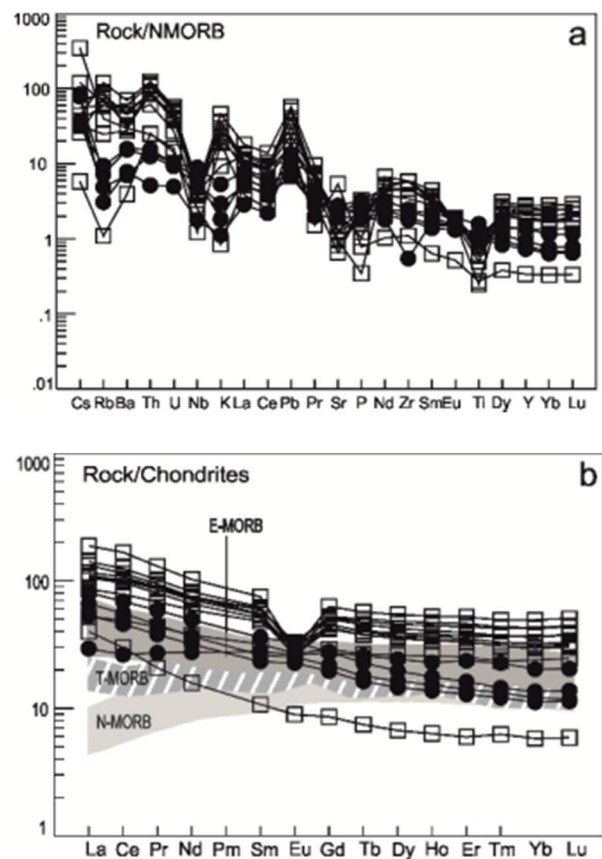 Rock/NMORB
a
1000
100
10
1
.1
.01
Cs Rb Ba Th U Nb K La Ce Pb Pr Sr P Nd Zr Sm Eu Ti Dy Y Yb Lu
Rock/Chondrites
b
1000
E-MORB
100
T-MORB
N-MORB
10
1
La Ce Pr Nd Pm Sm Eu Gd Tb Dy Ho Er Tm Yb Lu